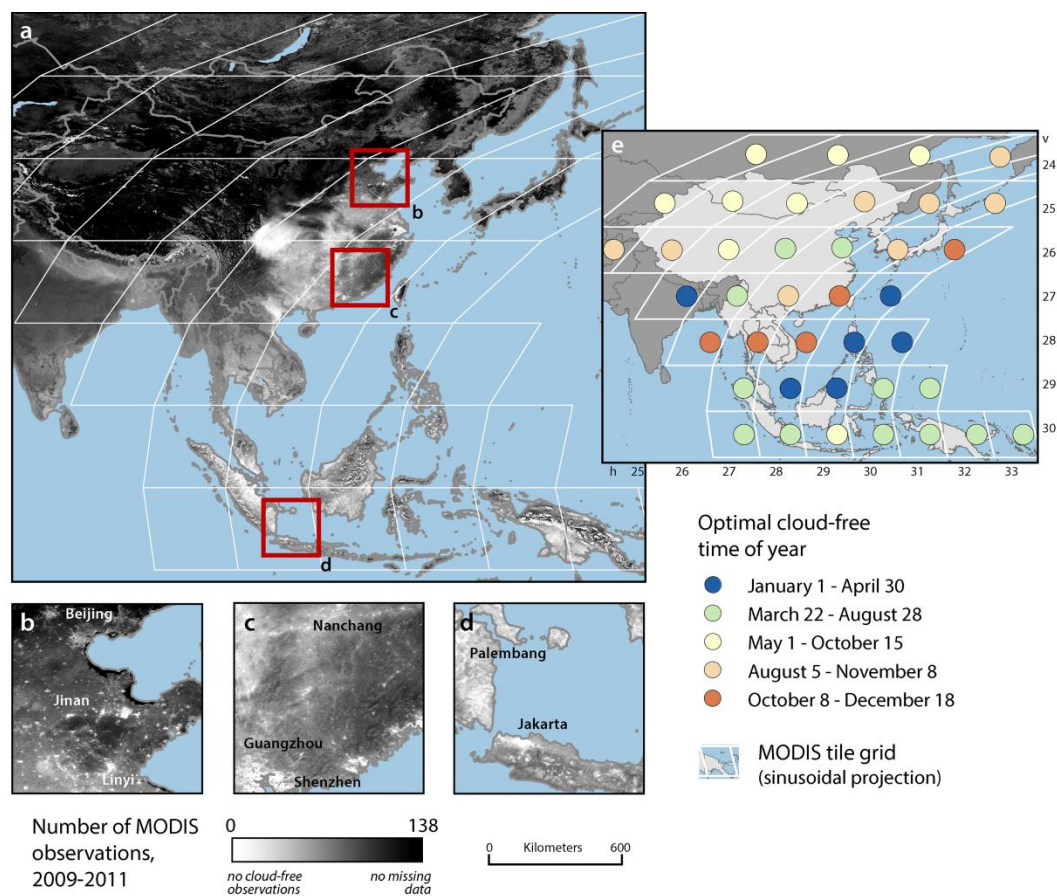 a
b
c
d
e
v
24
25
26
27
28
29
30
h 25 26 27 28 29 30 31 32 33
b
Beijing
Jinan
Linyi
c
Nanchang
Guangzhou
Shenzhen
d
Palembang
Jakarta
Optimal cloud-free
time of year
January 1 - April 30
March 22 - August 28
May 1 - October 15
August 5 - November 8
October 8 - December 18
MODIS tile grid
(sinusoidal projection)
Number of MODIS
observations,
2009-2011
0 138
no cloud-free
observations
no missing
data
0 Kilometers 600